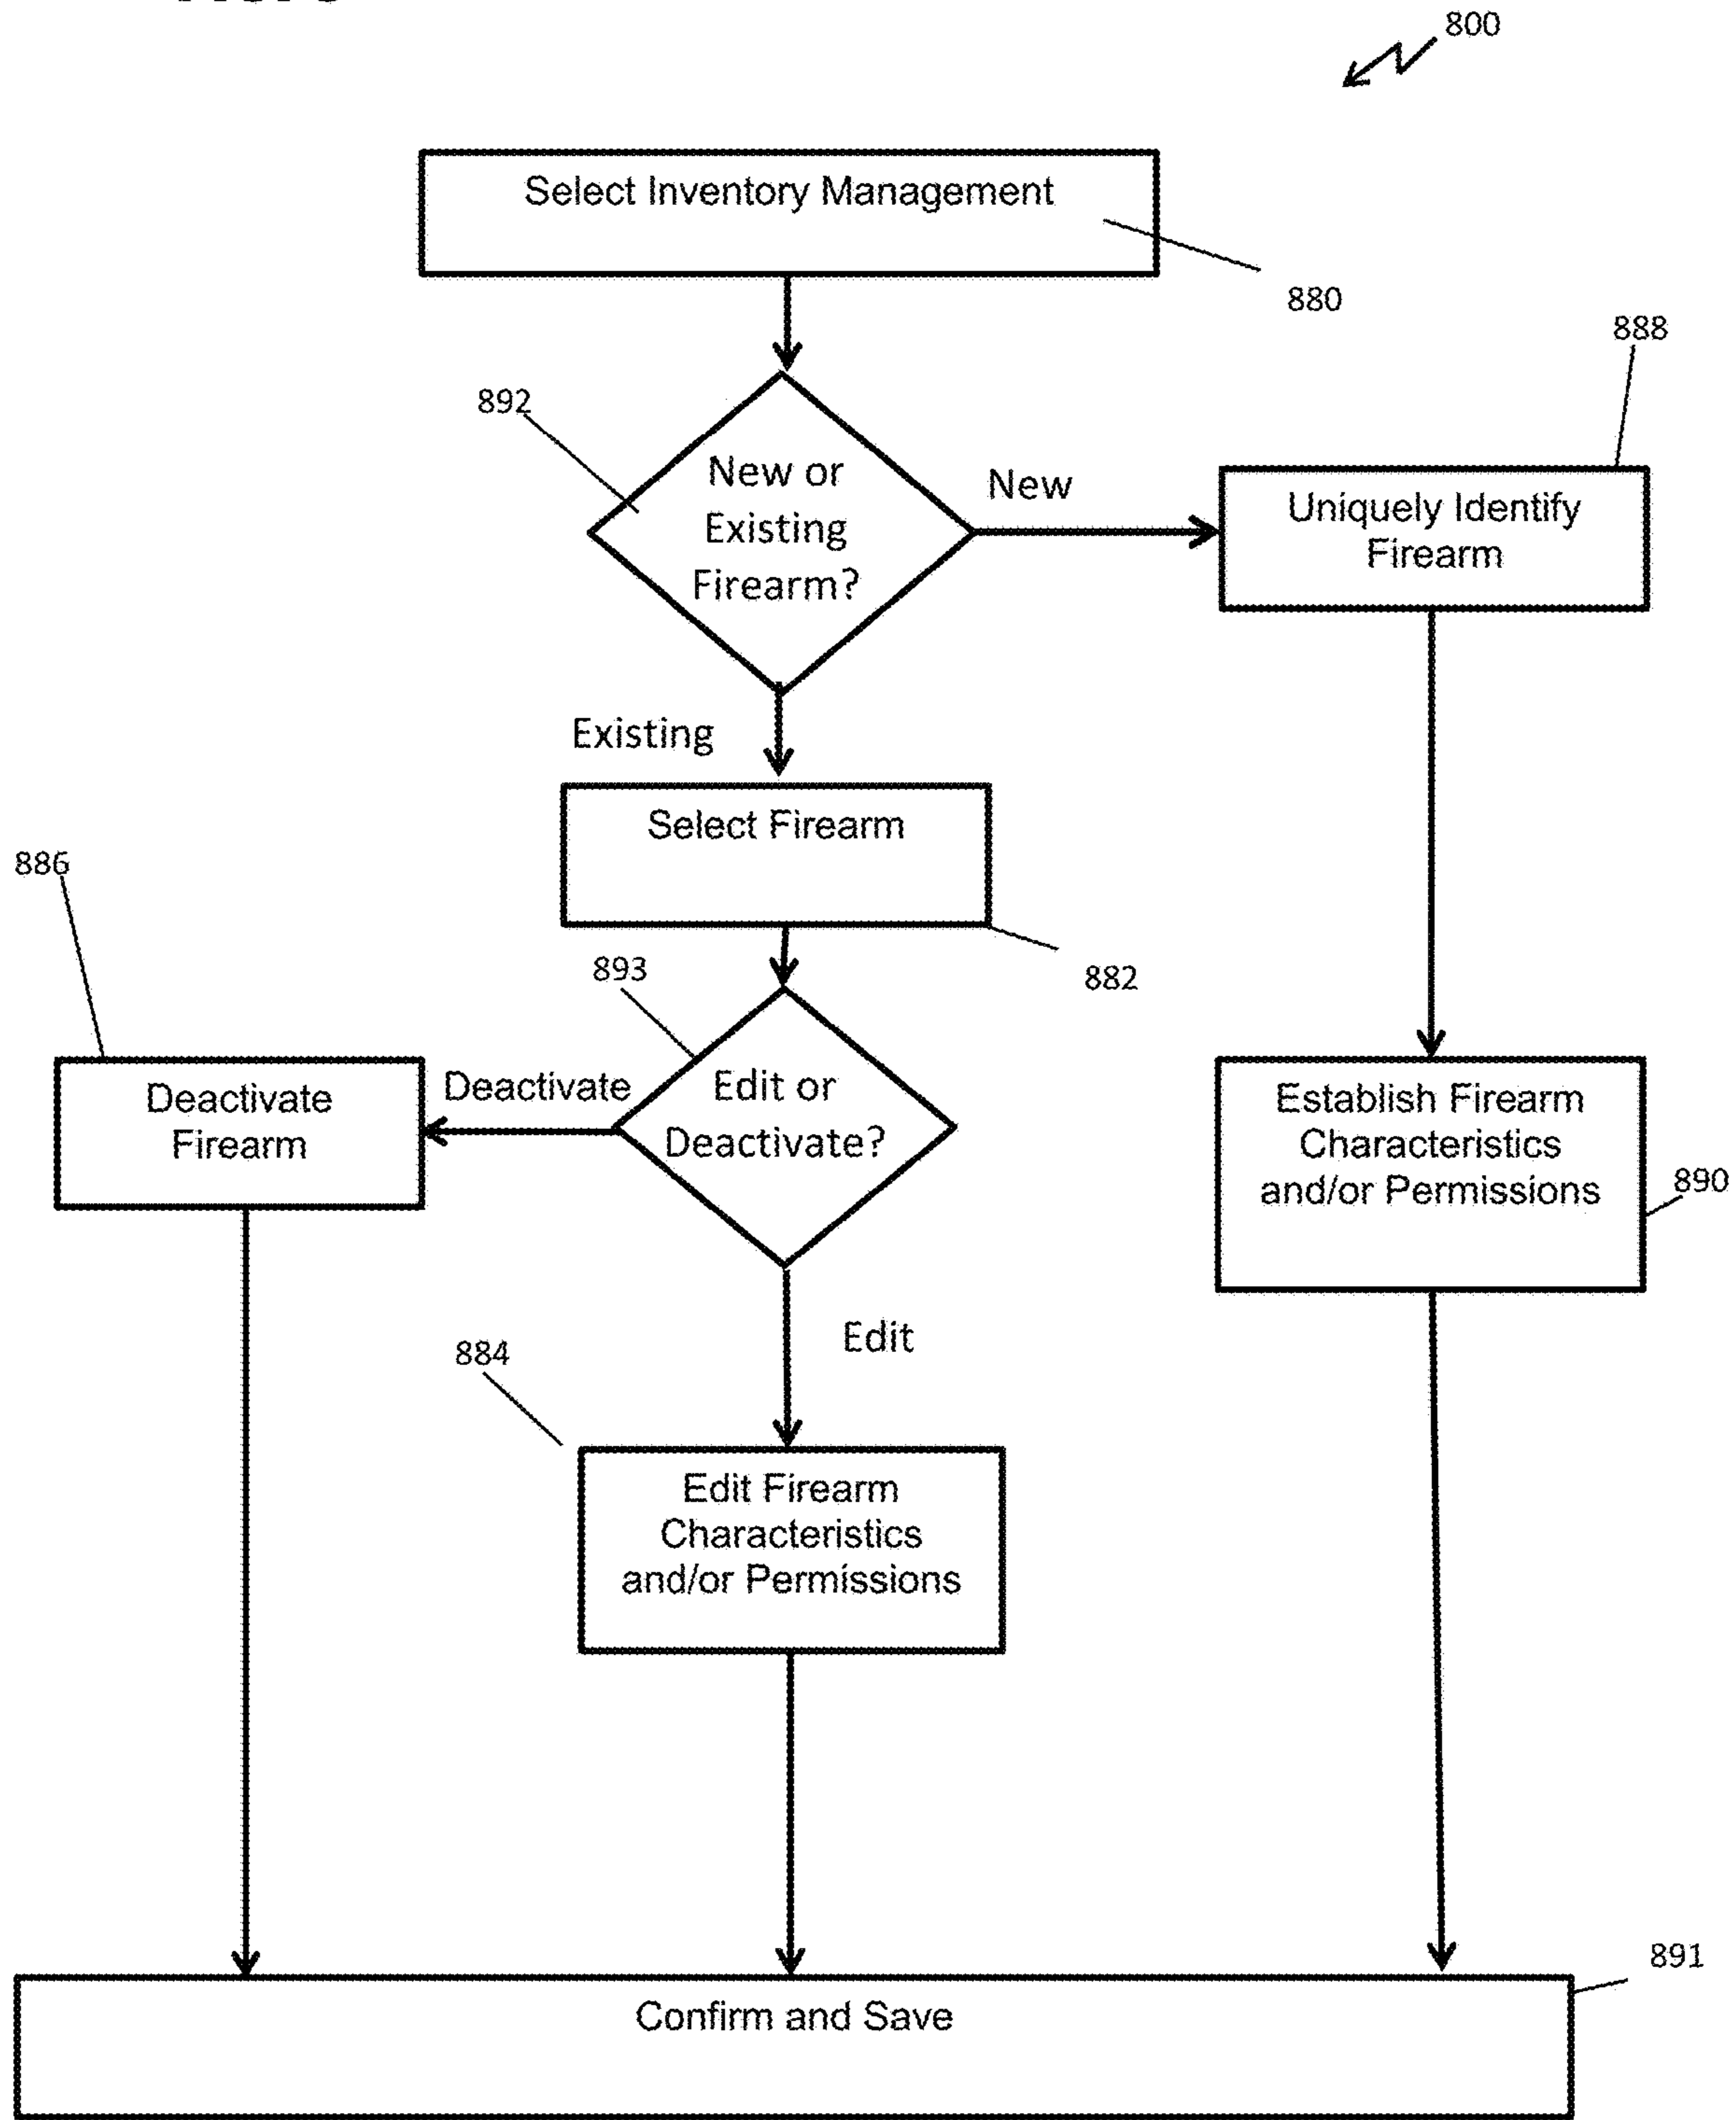 800
Select Inventory Management
880
888
892
New or
Existing
Firearm?
New
Uniquely Identify
Firearm
Existing
Select Firearm
886
893
882
Deactivate
Firearm
Deactivate
Edit or
Deactivate?
Establish Firearm
Characteristics
and/or Permissions
890
Edit
884
Edit Firearm
Characteristics
and/or Permissions
891
Confirm and Save